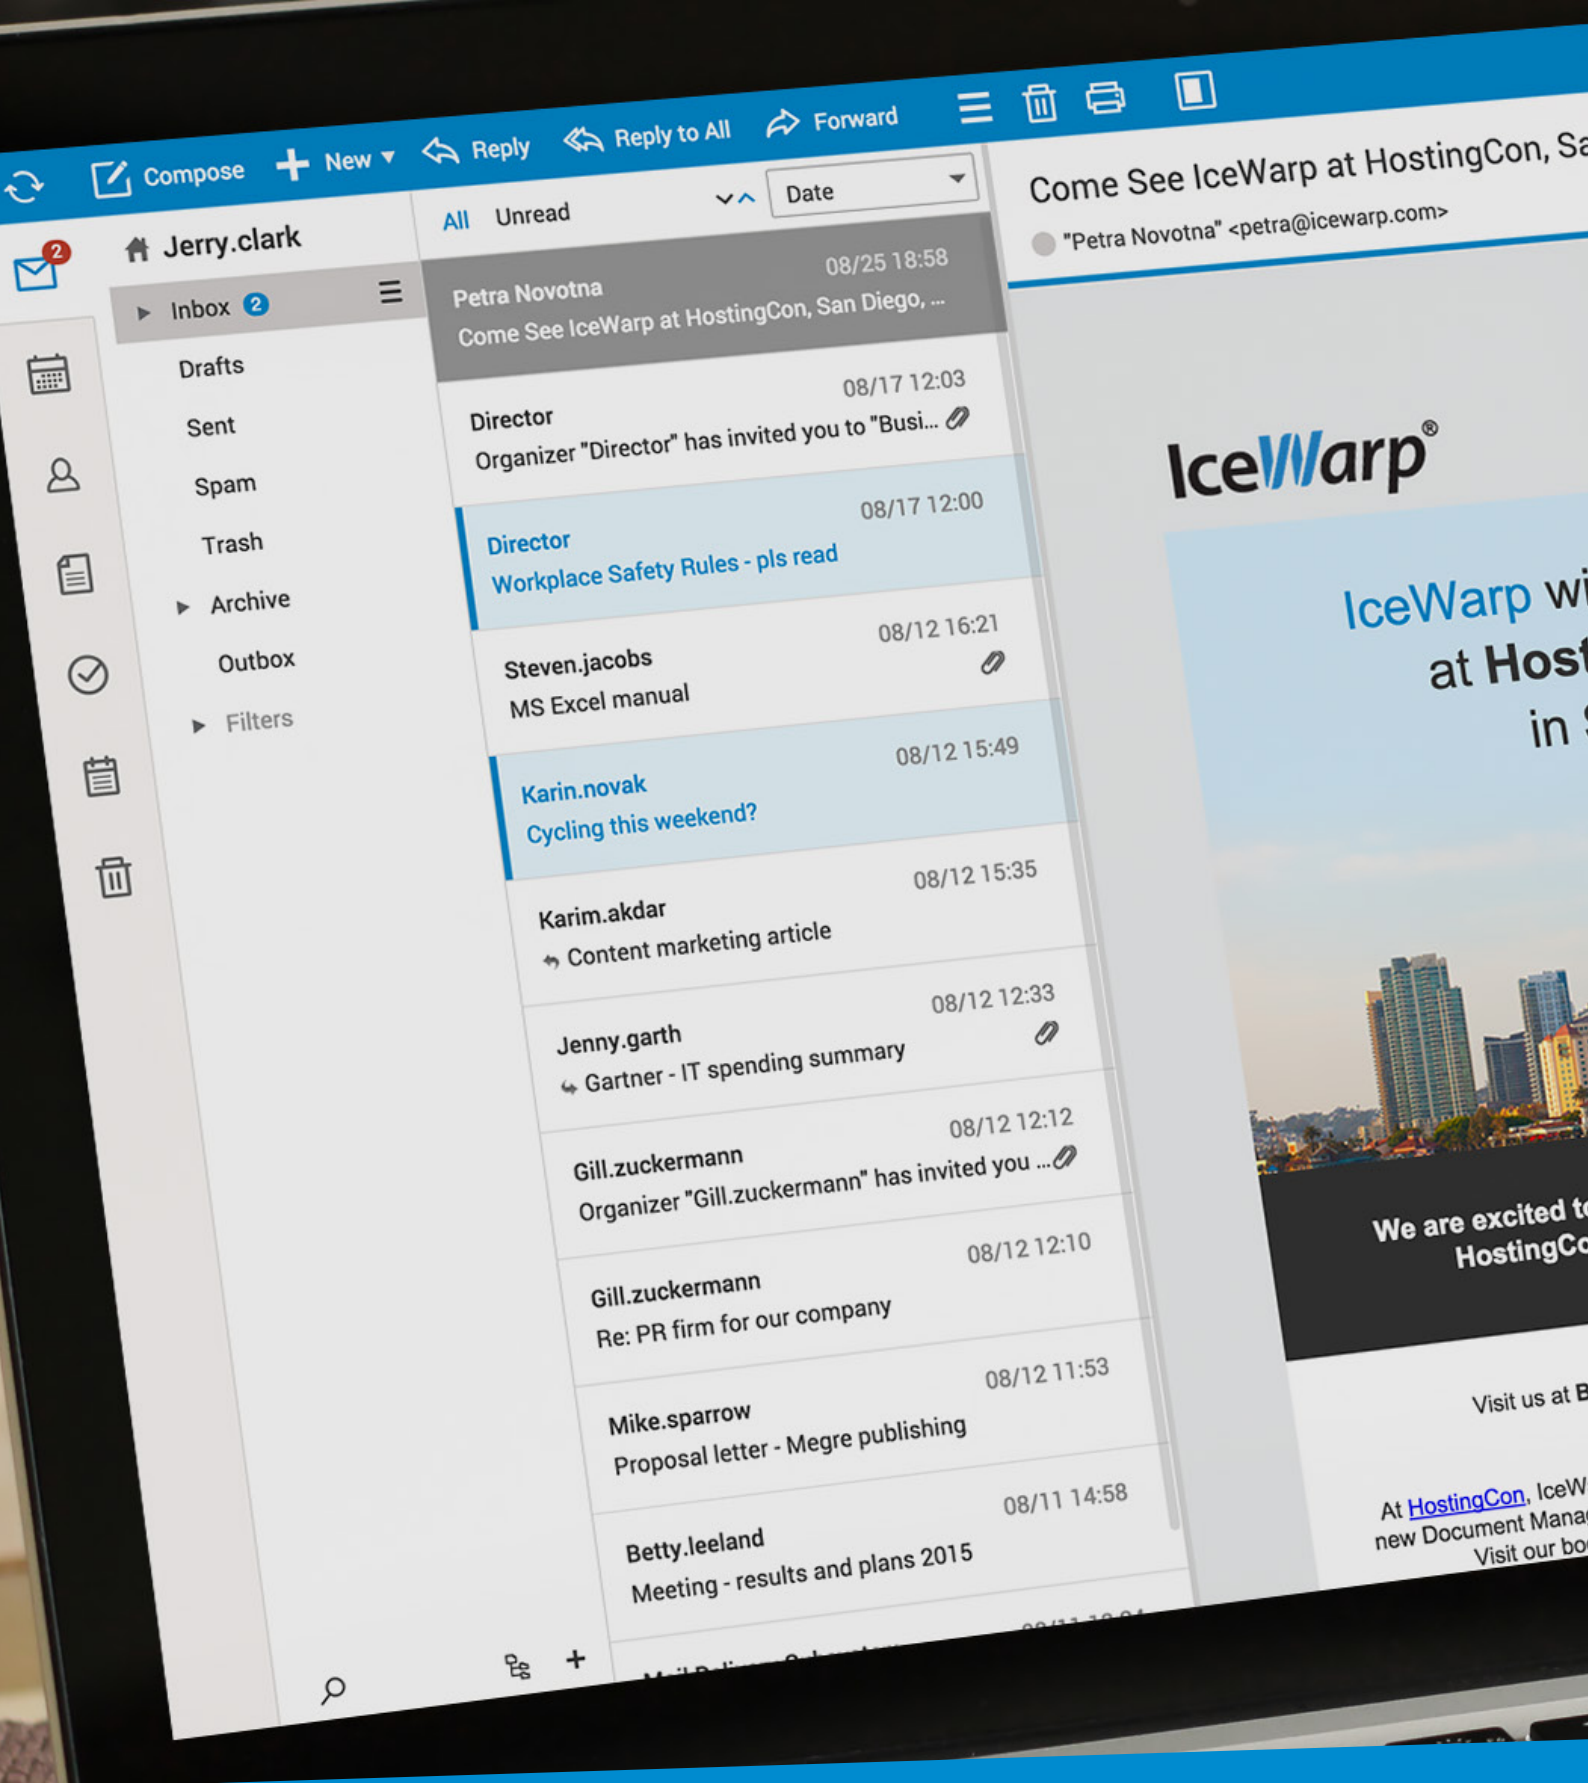 Compose
New
Reply
Reply to All
Forward
2
Jerry.clark
Inbox 2
Drafts
Sent
Spam
Trash
Archive
Outbox
Filters
All Unread
Date
Petra Novotna 08/25 18:58
Come See IceWarp at HostingCon, San Diego, ...
Director 08/17 12:03
Organizer "Director" has invited you to "Busi...
Director 08/17 12:00
Workplace Safety Rules - pls read
Steven.jacobs 08/12 16:21
MS Excel manual
Karin.novak 08/12 15:49
Cycling this weekend?
Karim.akdar 08/12 15:35
Content marketing article
Jenny.garth 08/12 12:33
Gartner - IT spending summary
Gill.zuckermann 08/12 12:12
Organizer "Gill.zuckermann" has invited you ...
Gill.zuckermann 08/12 12:10
Re: PR firm for our company
Mike.sparrow 08/12 11:53
Proposal letter - Megre publishing
Betty.leeland 08/11 14:58
Meeting - results and plans 2015
Come See IceWarp at HostingCon, Sa
"Petra Novotna" <petra@icewarp.com>
IceWarp®
IceWarp wi
at Host
in
We are excited to
HostingCo
Visit us at B
At HostingCon, IceW
new Document Mana
Visit our bo